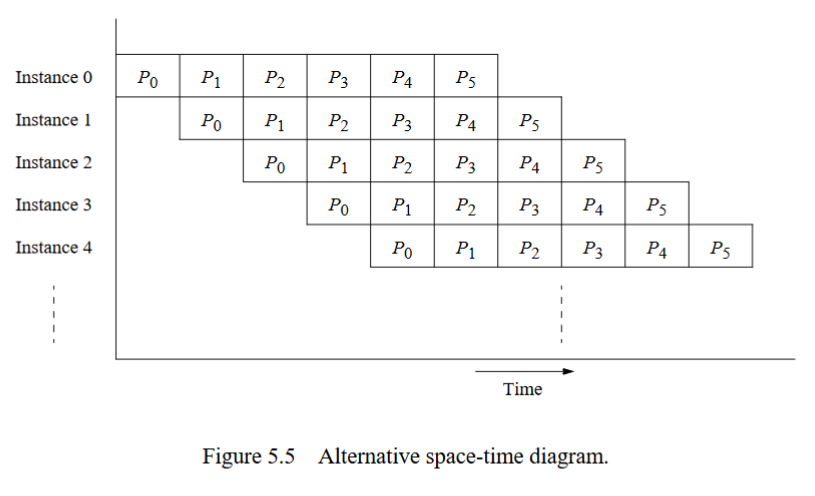 Instance 0 P0 P1 P2 P3 P4 P5
Instance 1 P0 P1 P2 P3 P4 P5
Instance 2 P0 P1 P2 P3 P4 P5
Instance 3 P0 P1 P2 P3 P4 P5
Instance 4 P0 P1 P2 P3 P4 P5
Time
Figure 5.5 Alternative space-time diagram.